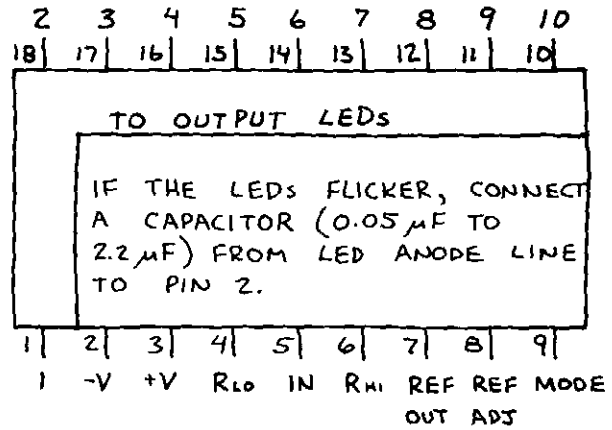 2 3 4 5 6 7 8 9 10
18 17 16 15 14 13 12 11 10
TO OUTPUT LEDS
IF THE LEDS FLICKER, CONNECT
A CAPACITOR (0.05 μF TO
2.2 μF) FROM LED ANODE LINE
TO PIN 2.
1 2 3 4 5 6 7 8 9
1 -V +V RLO IN RHI REF REF MODE
OUT ADJ